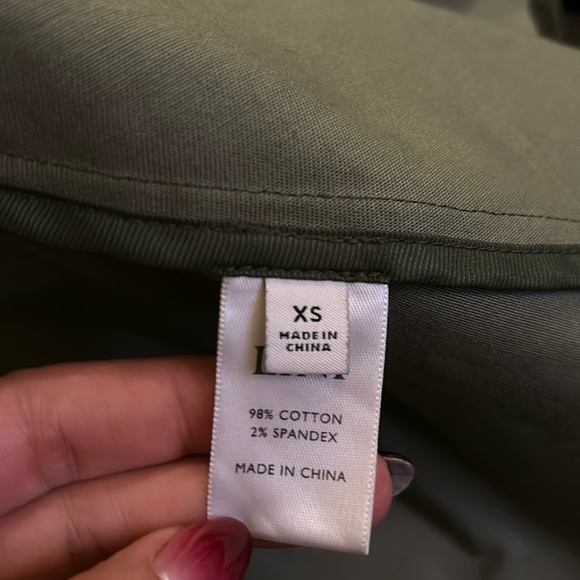 XS
MADE IN
CHINA
98% COTTON
2% SPANDEX
MADE IN CHINA